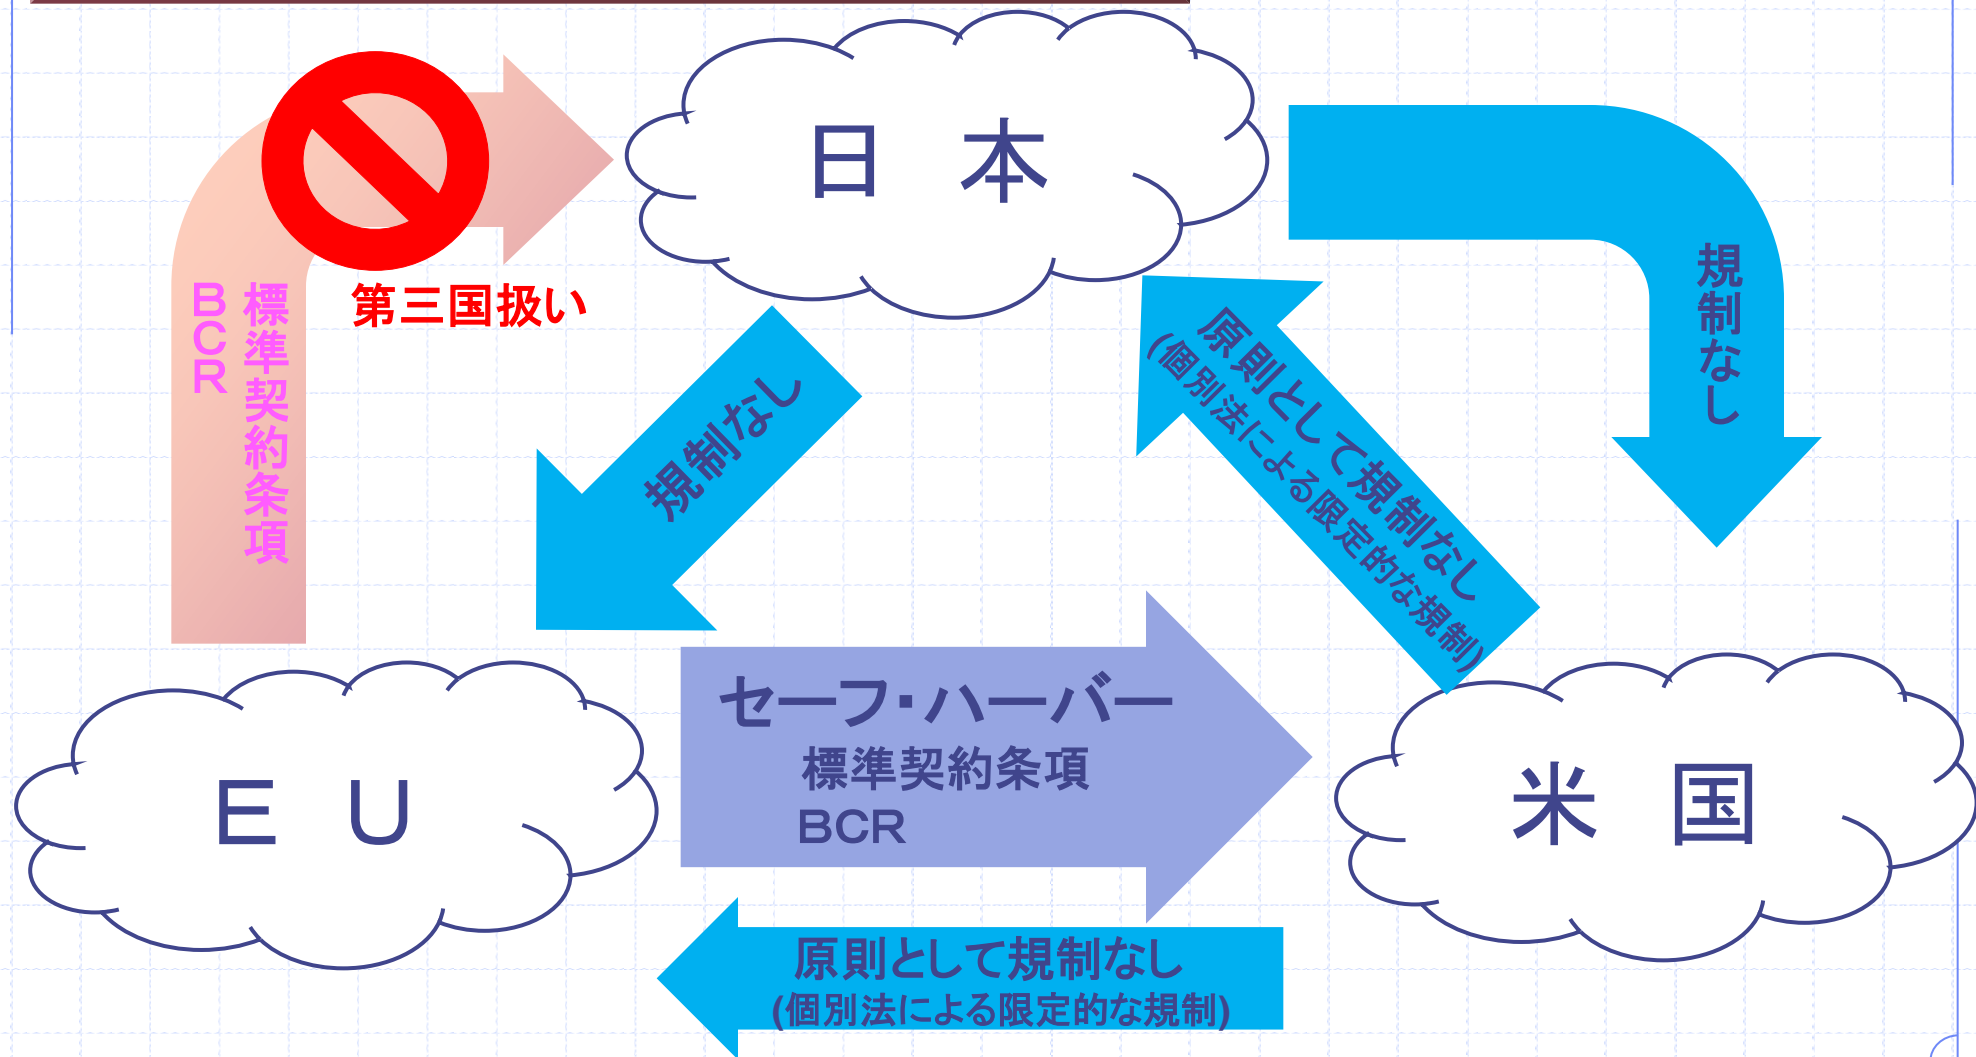 日　本
第三国扱い
標準契約条項
ＢＣＲ
規制なし
原則として規制なし
(個別法による限定的な規制)
規制なし
ＥＵ
セーフ・ハーバー
標準契約条項
ＢＣＲ
米　国
原則として規制なし
(個別法による限定的な規制)